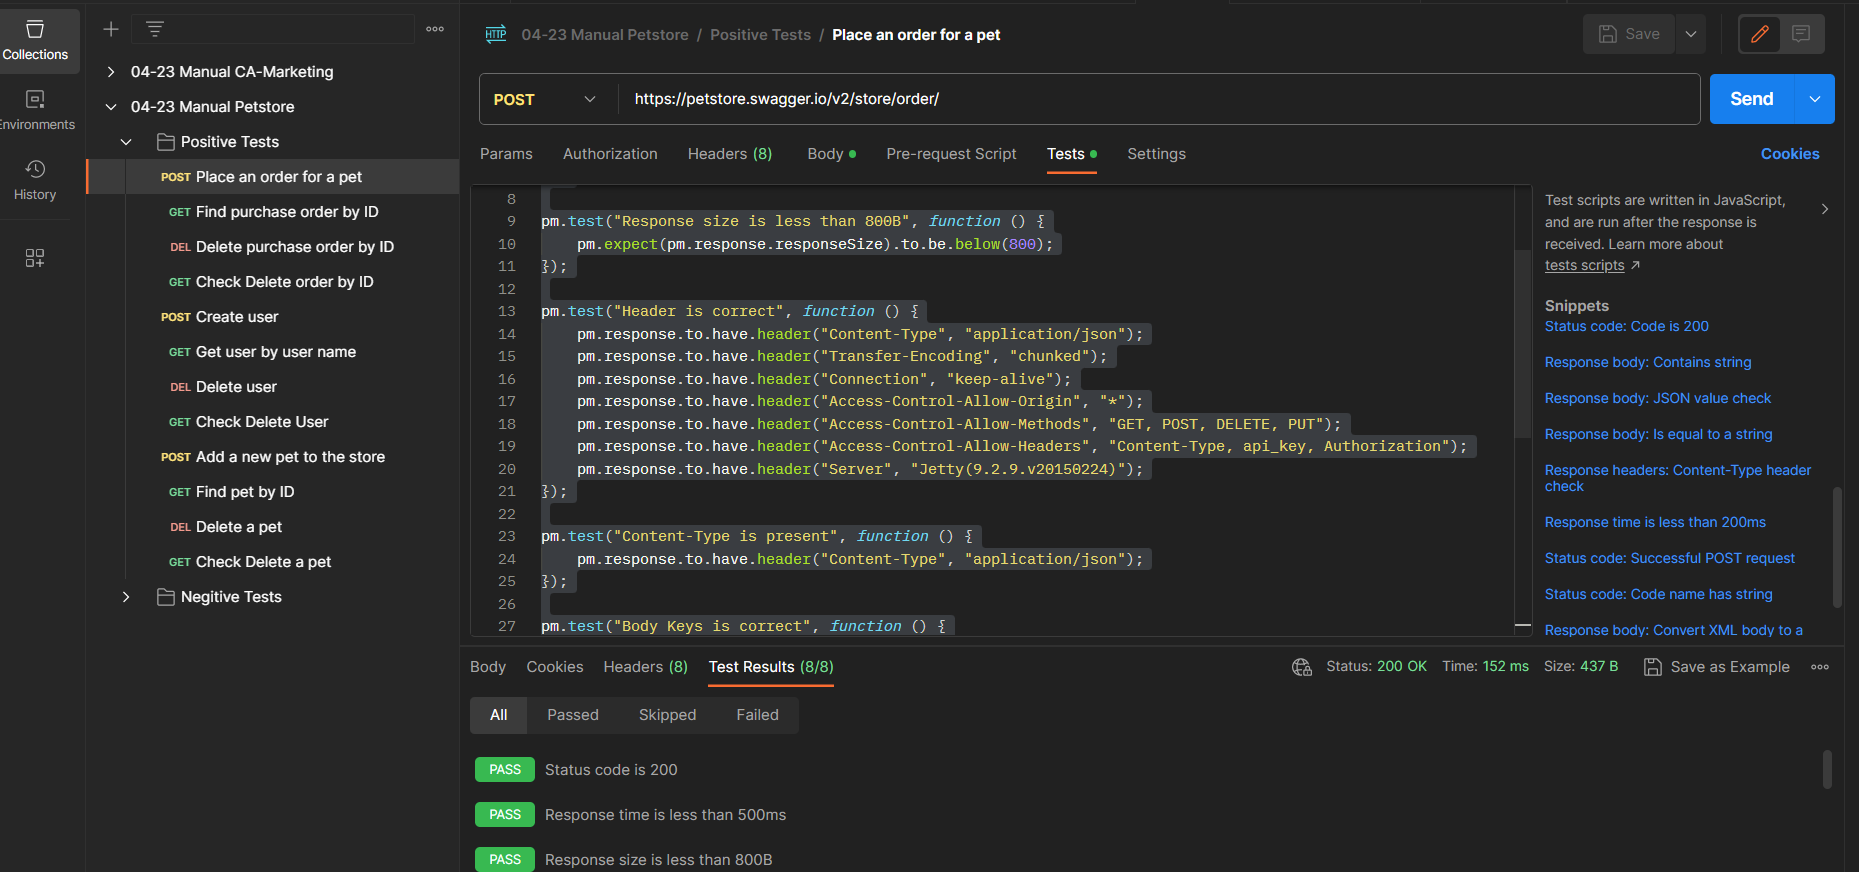 Collections
Environments
History
04-23 Manual CA-Marketing
04-23 Manual Petstore
Positive Tests
POST Place an order for a pet
GET Find purchase order by ID
DEL Delete purchase order by ID
GET Check Delete order by ID
POST Create user
GET Get user by user name
DEL Delete user
GET Check Delete User
POST Add a new pet to the store
GET Find pet by ID
DEL Delete a pet
GET Check Delete a pet
Negitive Tests
HTTP 04-23 Manual Petstore / Positive Tests / Place an order for a pet
Save
POST https://petstore.swagger.io/v2/store/order/
Send
Params Authorization Headers (8) Body Pre-request Script Tests Settings
Cookies
8
9 pm.test("Response size is less than 800B", function () {
10 pm.expect(pm.response.responseSize).to.be.below(800);
11 });
12
13 pm.test("Header is correct", function () {
14 pm.response.to.have.header("Content-Type", "application/json");
15 pm.response.to.have.header("Transfer-Encoding", "chunked");
16 pm.response.to.have.header("Connection", "keep-alive");
17 pm.response.to.have.header("Access-Control-Allow-Origin", "*");
18 pm.response.to.have.header("Access-Control-Allow-Methods", "GET, POST, DELETE, PUT");
19 pm.response.to.have.header("Access-Control-Allow-Headers", "Content-Type, api_key, Authorization");
20 pm.response.to.have.header("Server", "Jetty(9.2.9.v20150224)");
21 });
22
23 pm.test("Content-Type is present", function () {
24 pm.response.to.have.header("Content-Type", "application/json");
25 });
26
27 pm.test("Body Keys is correct", function () {
Test scripts are written in JavaScript,
and are run after the response is
received. Learn more about
tests scripts ↗
Snippets
Status code: Code is 200
Response body: Contains string
Response body: JSON value check
Response body: Is equal to a string
Response headers: Content-Type header
check
Response time is less than 200ms
Status code: Successful POST request
Status code: Code name has string
Response body: Convert XML body to a
Body Cookies Headers (8) Test Results (8/8)
Status: 200 OK Time: 152 ms Size: 437 B Save as Example
All Passed Skipped Failed
PASS Status code is 200
PASS Response time is less than 500ms
PASS Response size is less than 800B